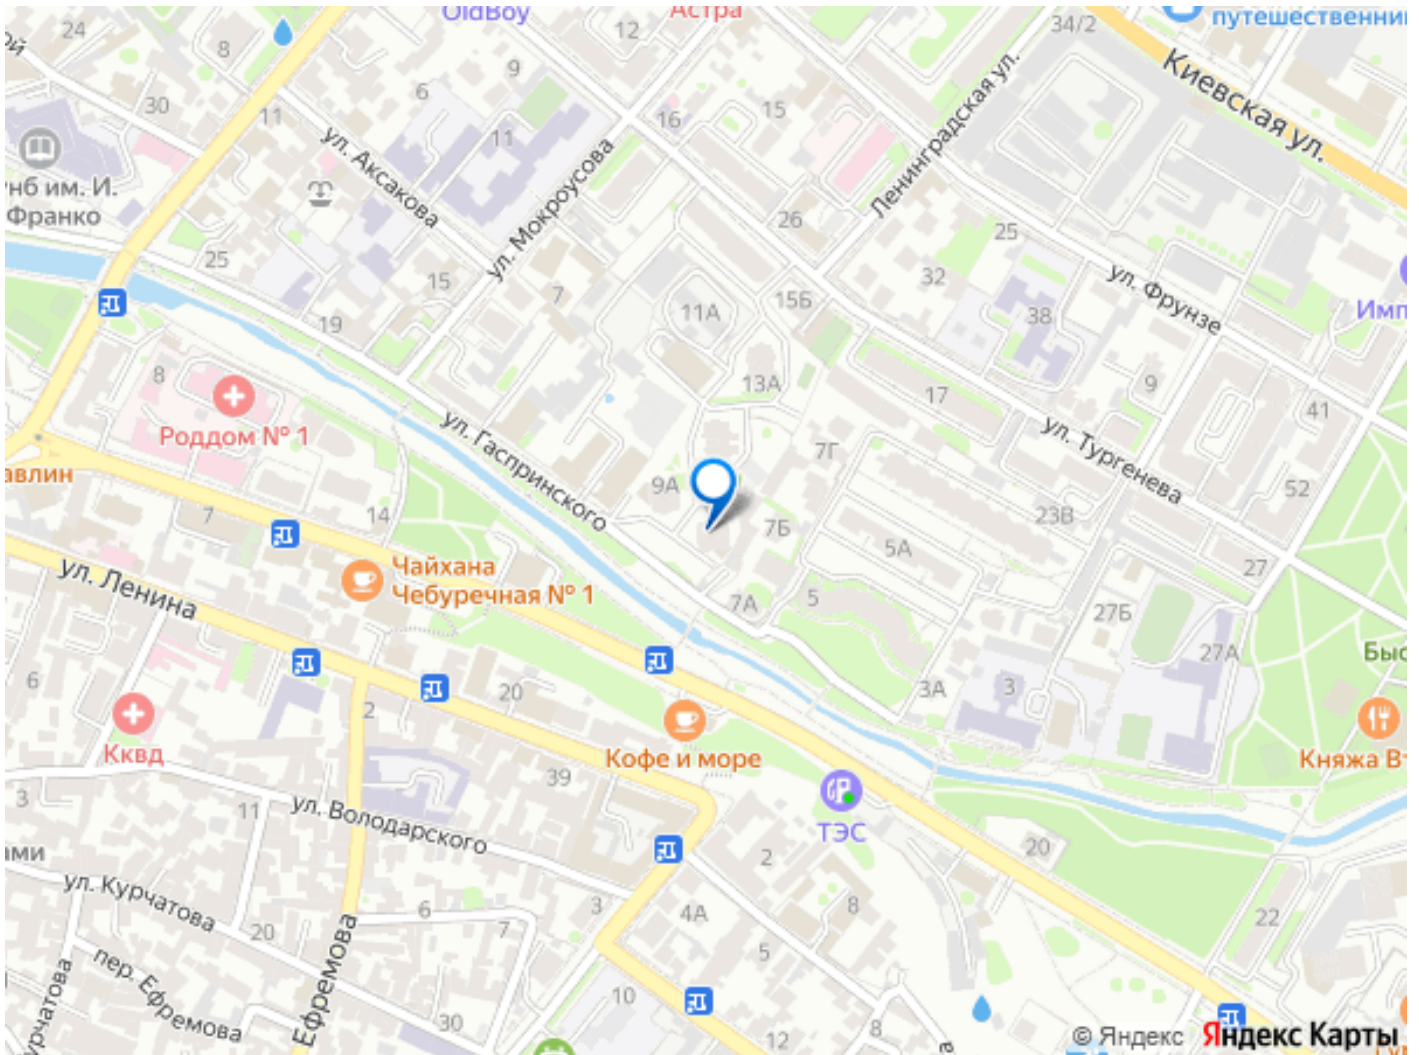 24
8
OldBoy
12
Астра
34/2
путешественни
ой
9
6
30
11
ул. Аксакова
11
16
15
Ленинградская ул.
Киевская ул.
нб им. И.
Франко
ул. Мокроусова
26
25
25
15
7
32
ул. Фрунзе
Имп
19
11А
15Б
38
8
Роддом № 1
13А
17
9
41
ул. Гаспринского
7Г
ул. Тургенева
авлин
9А
52
7
14
7Б
23В
5А
Чайхана
Чебуречная № 1
ул. Ленина
27
7А
5
27Б
27А
Быс
6
20
3А
3
2
Кквд
Кофе и море
Княжа Вт
39
3
11
ул. Володарского
ТЭС
20
ами
2
ул. Курчатова
6
3
4А
8
22
20
7
5
пер. Ефремова
Ефремова
урчатова
10
30
12
8
а
© Яндекс Яндекс Карты